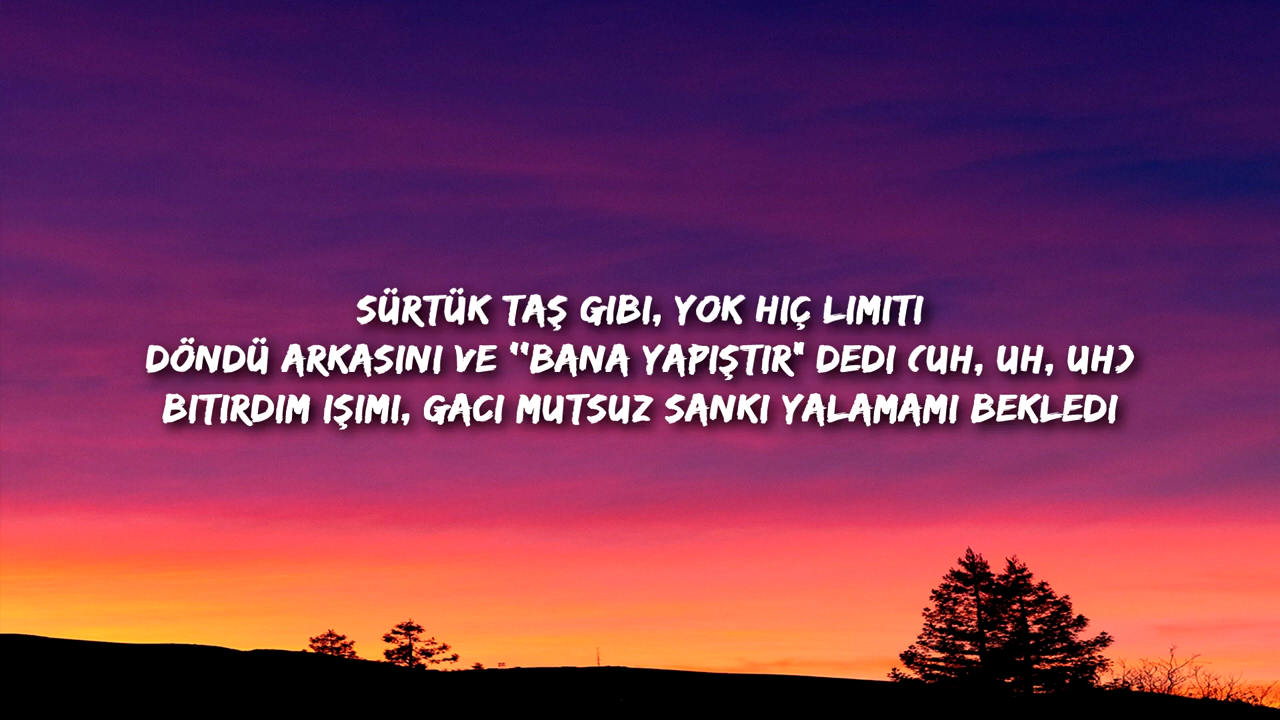 SÜRTÜK TAŞ GIBI, YOK HIÇ LIMITI
DÖNDÜ ARKASINI VE “BANA YAPIŞTIR" DEDI (UH, UH, UH)
BITIRDIM IŞIMI, GACI MUTSUZ SANKI YALAMAMI BEKLEDI